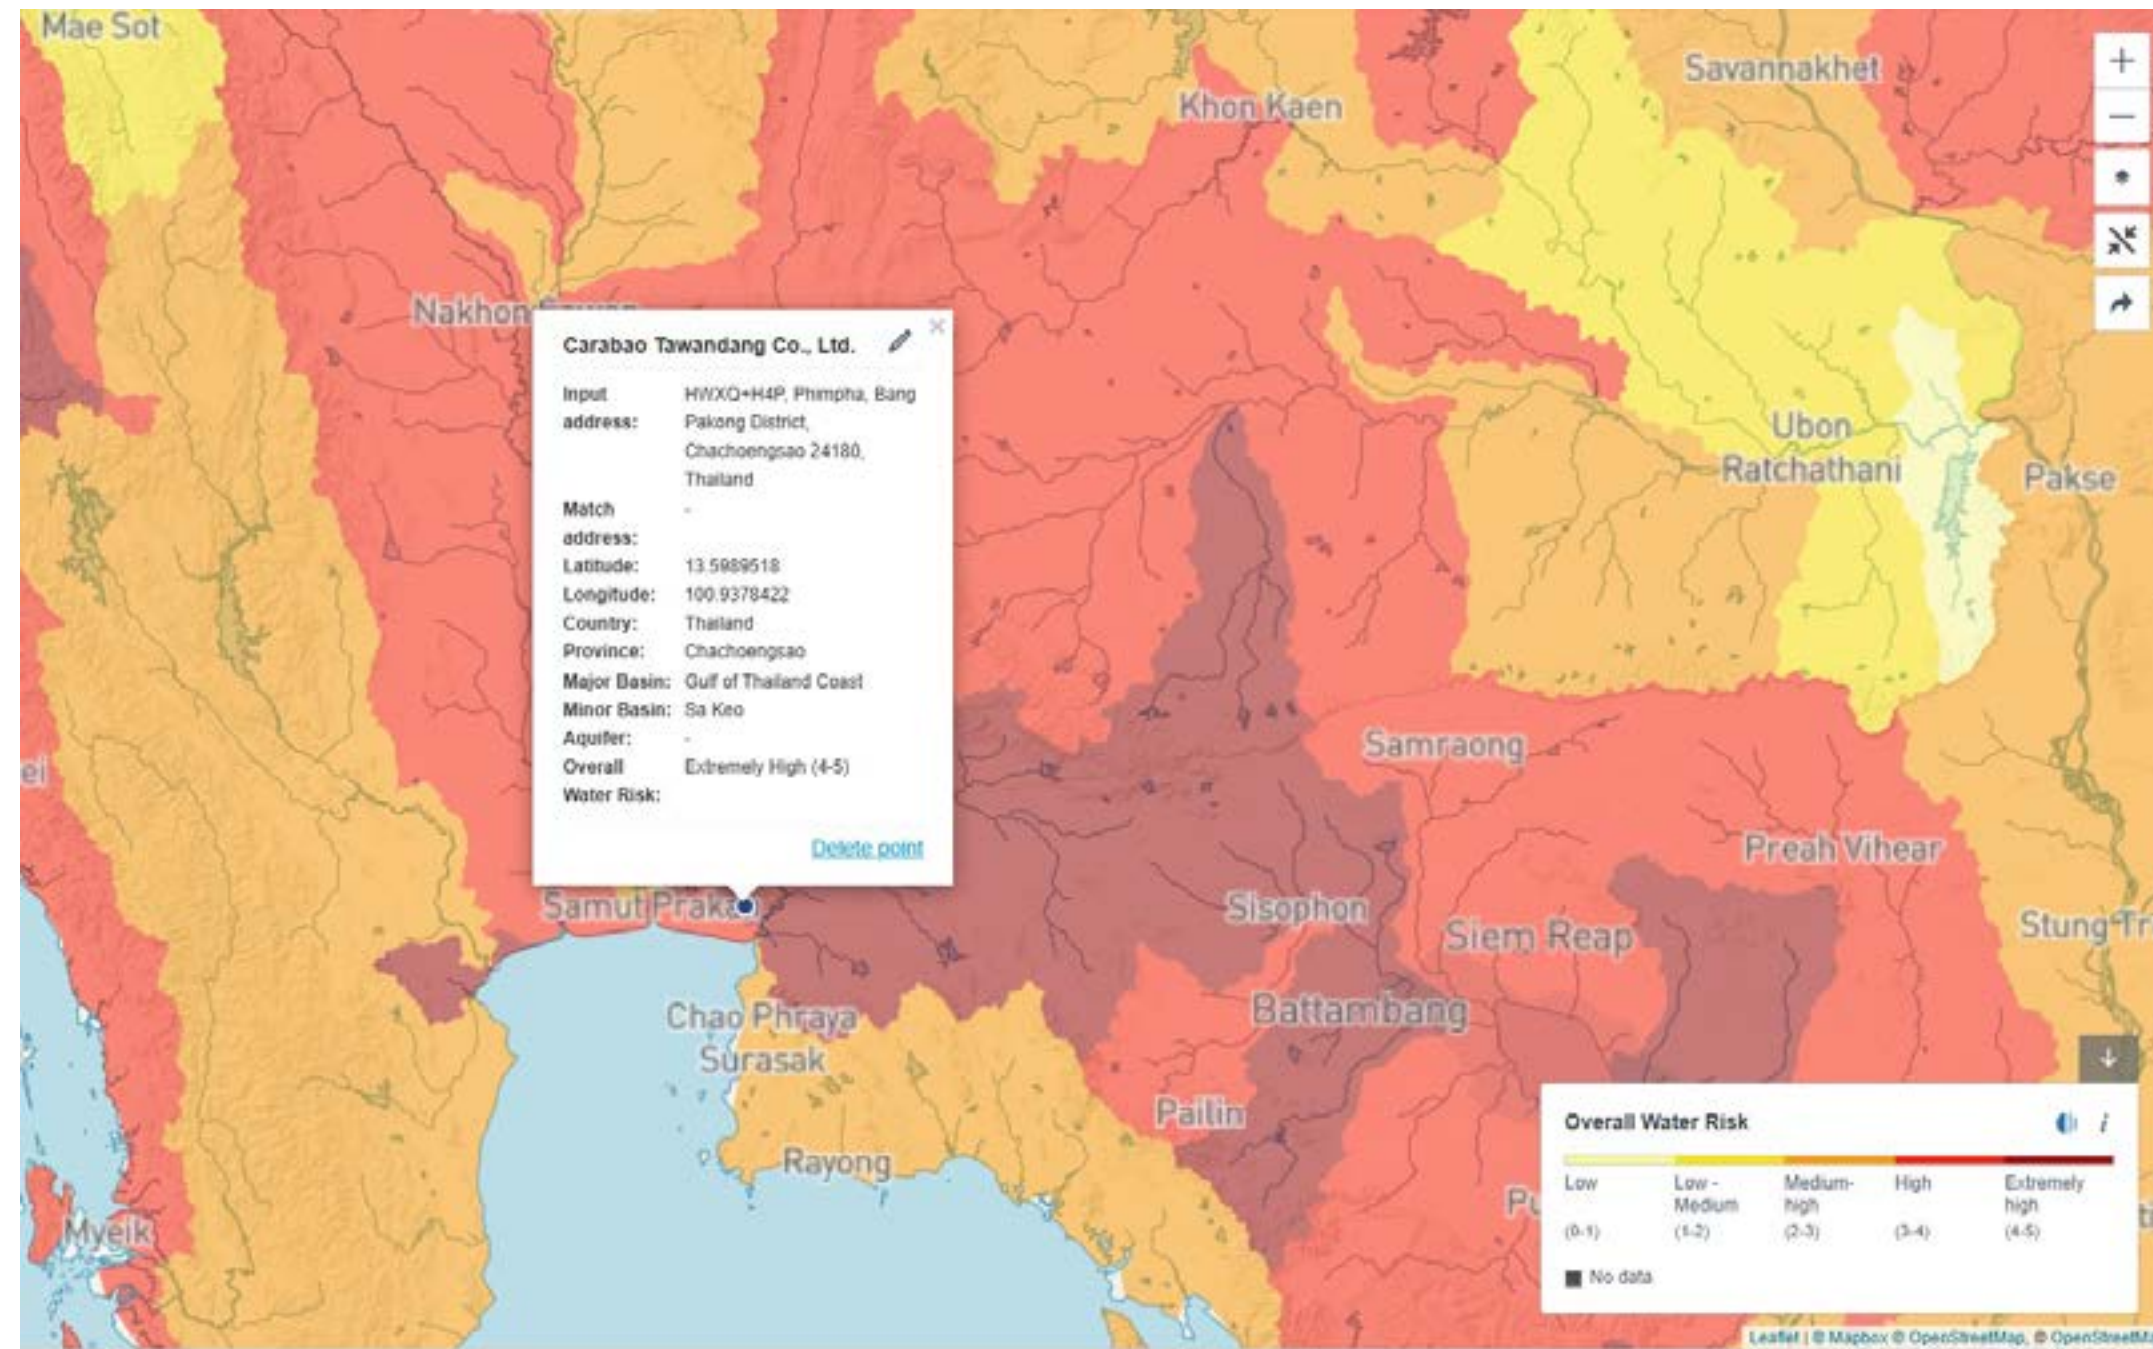 Mae Sot
Savannakhet
Khon Kaen
Nakhon
Carabao Tawandang Co., Ltd.
Input address: HWXQ+H4P, Phimpha, Bang
Pakong District,
Chachoengsao 24180,
Thailand
Match address: -
Latitude: 13.5989518
Longitude: 100.9378422
Country: Thailand
Province: Chachoengsao
Major Basin: Gulf of Thailand Coast
Minor Basin: Sa Keo
Aquifer: -
Overall Water Risk: Extremely High (4-5)
Delete point
Ubon
Ratchathani
Pakse
Samraong
ei
Preah Vihear
Samut Praka
Sisophon
Siem Reap
Stung Tr
Chao Phraya
Surasak
Battambang
Pailin
Rayong
Pu
Myeik
Overall Water Risk
Low
(0-1)
Low -
Medium
(1-2)
Medium-
high
(2-3)
High
(3-4)
Extremely
high
(4-5)
No data
Leaflet | © Mapbox © OpenStreetMap, © OpenStreetM